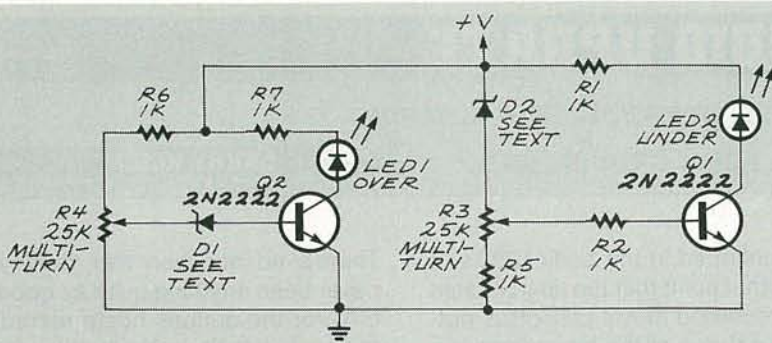 +V
R6
1K
R7
1K
R1
1K
D2
SEE
TEXT
LED2
UNDER
LED1
OVER
Q1
2N2222
Q2
2N2222
R4
25K
MULTI-
TURN
D1
SEE
TEXT
R3
25K
MULTI-
TURN
R2
1K
R5
1K